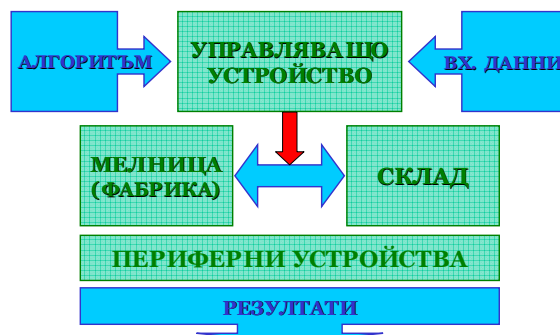 АЛГОРИТЪМ
УПРАВЛЯВАЩО
УСТРОЙСТВО
ВХ. ДАННИ
МЕЛНИЦА
(ФАБРИКА)
СКЛАД
ПЕРИФЕРНИ УСТРОЙСТВА
РЕЗУЛТАТИ